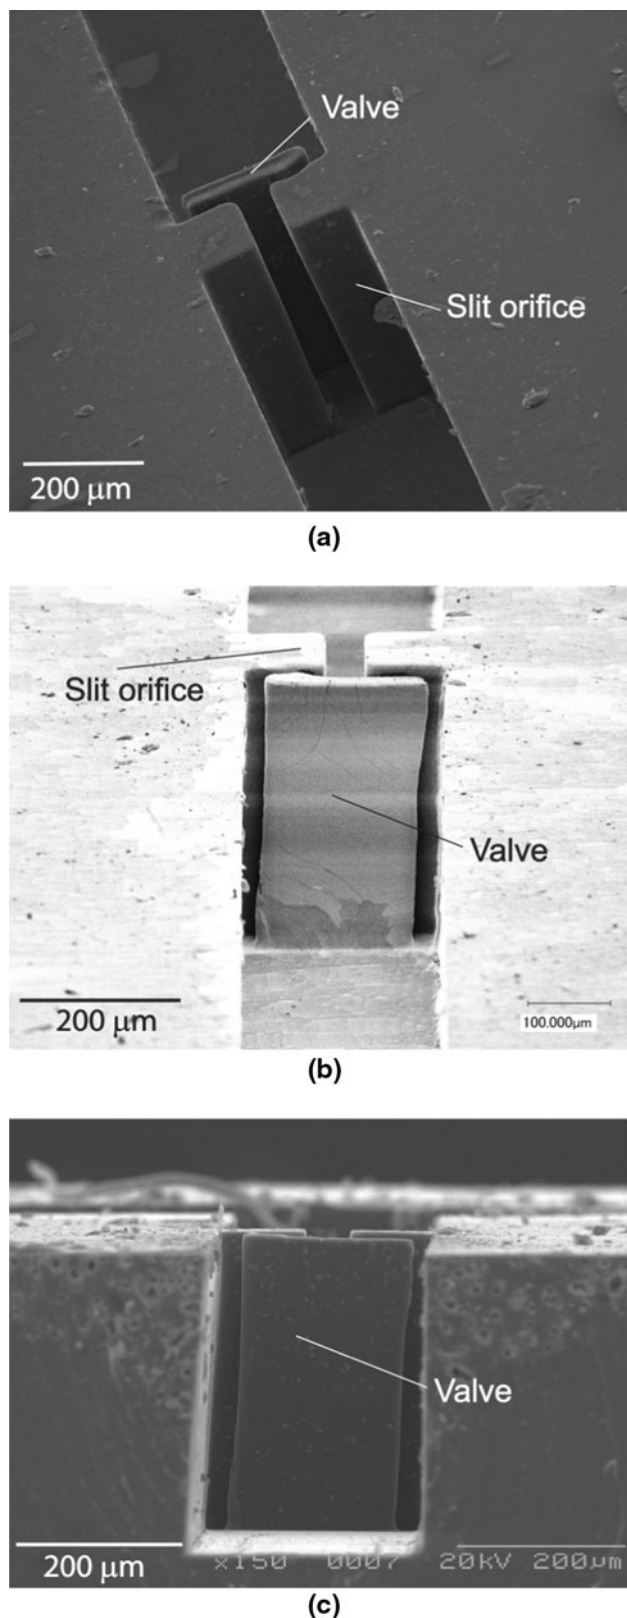 Valve
Slit orifice
200 μm
(a)
Slit orifice
Valve
200 μm
100.000μm
(b)
Valve
200 μm
x150 0007 20kV 200μm
(c)